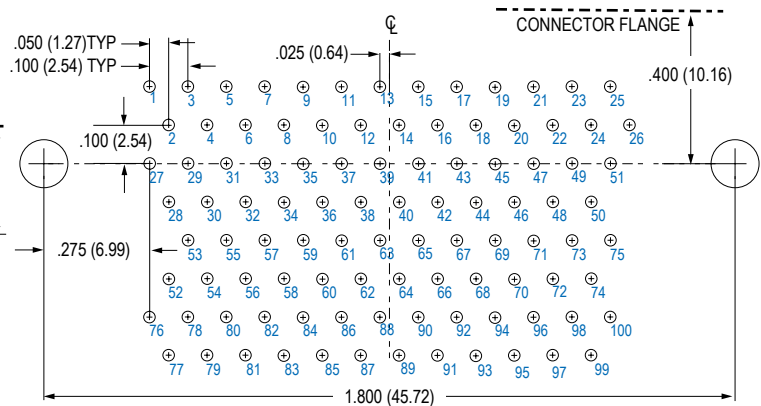 CONNECTOR FLANGE
℄
.050 (1.27)TYP
.100 (2.54) TYP
.025 (0.64)
.400 (10.16)
1 3 5 7 9 11 13 15 17 19 21 23 25
2 4 6 8 10 12 14 16 18 20 22 24 26
.100 (2.54)
27 29 31 33 35 37 39 41 43 45 47 49 51
28 30 32 34 36 38 40 42 44 46 48 50
53 55 57 59 61 63 65 67 69 71 73 75
.275 (6.99)
52 54 56 58 60 62 64 66 68 70 72 74
76 78 80 82 84 86 88 90 92 94 96 98 100
77 79 81 83 85 87 89 91 93 95 97 99
1.800 (45.72)